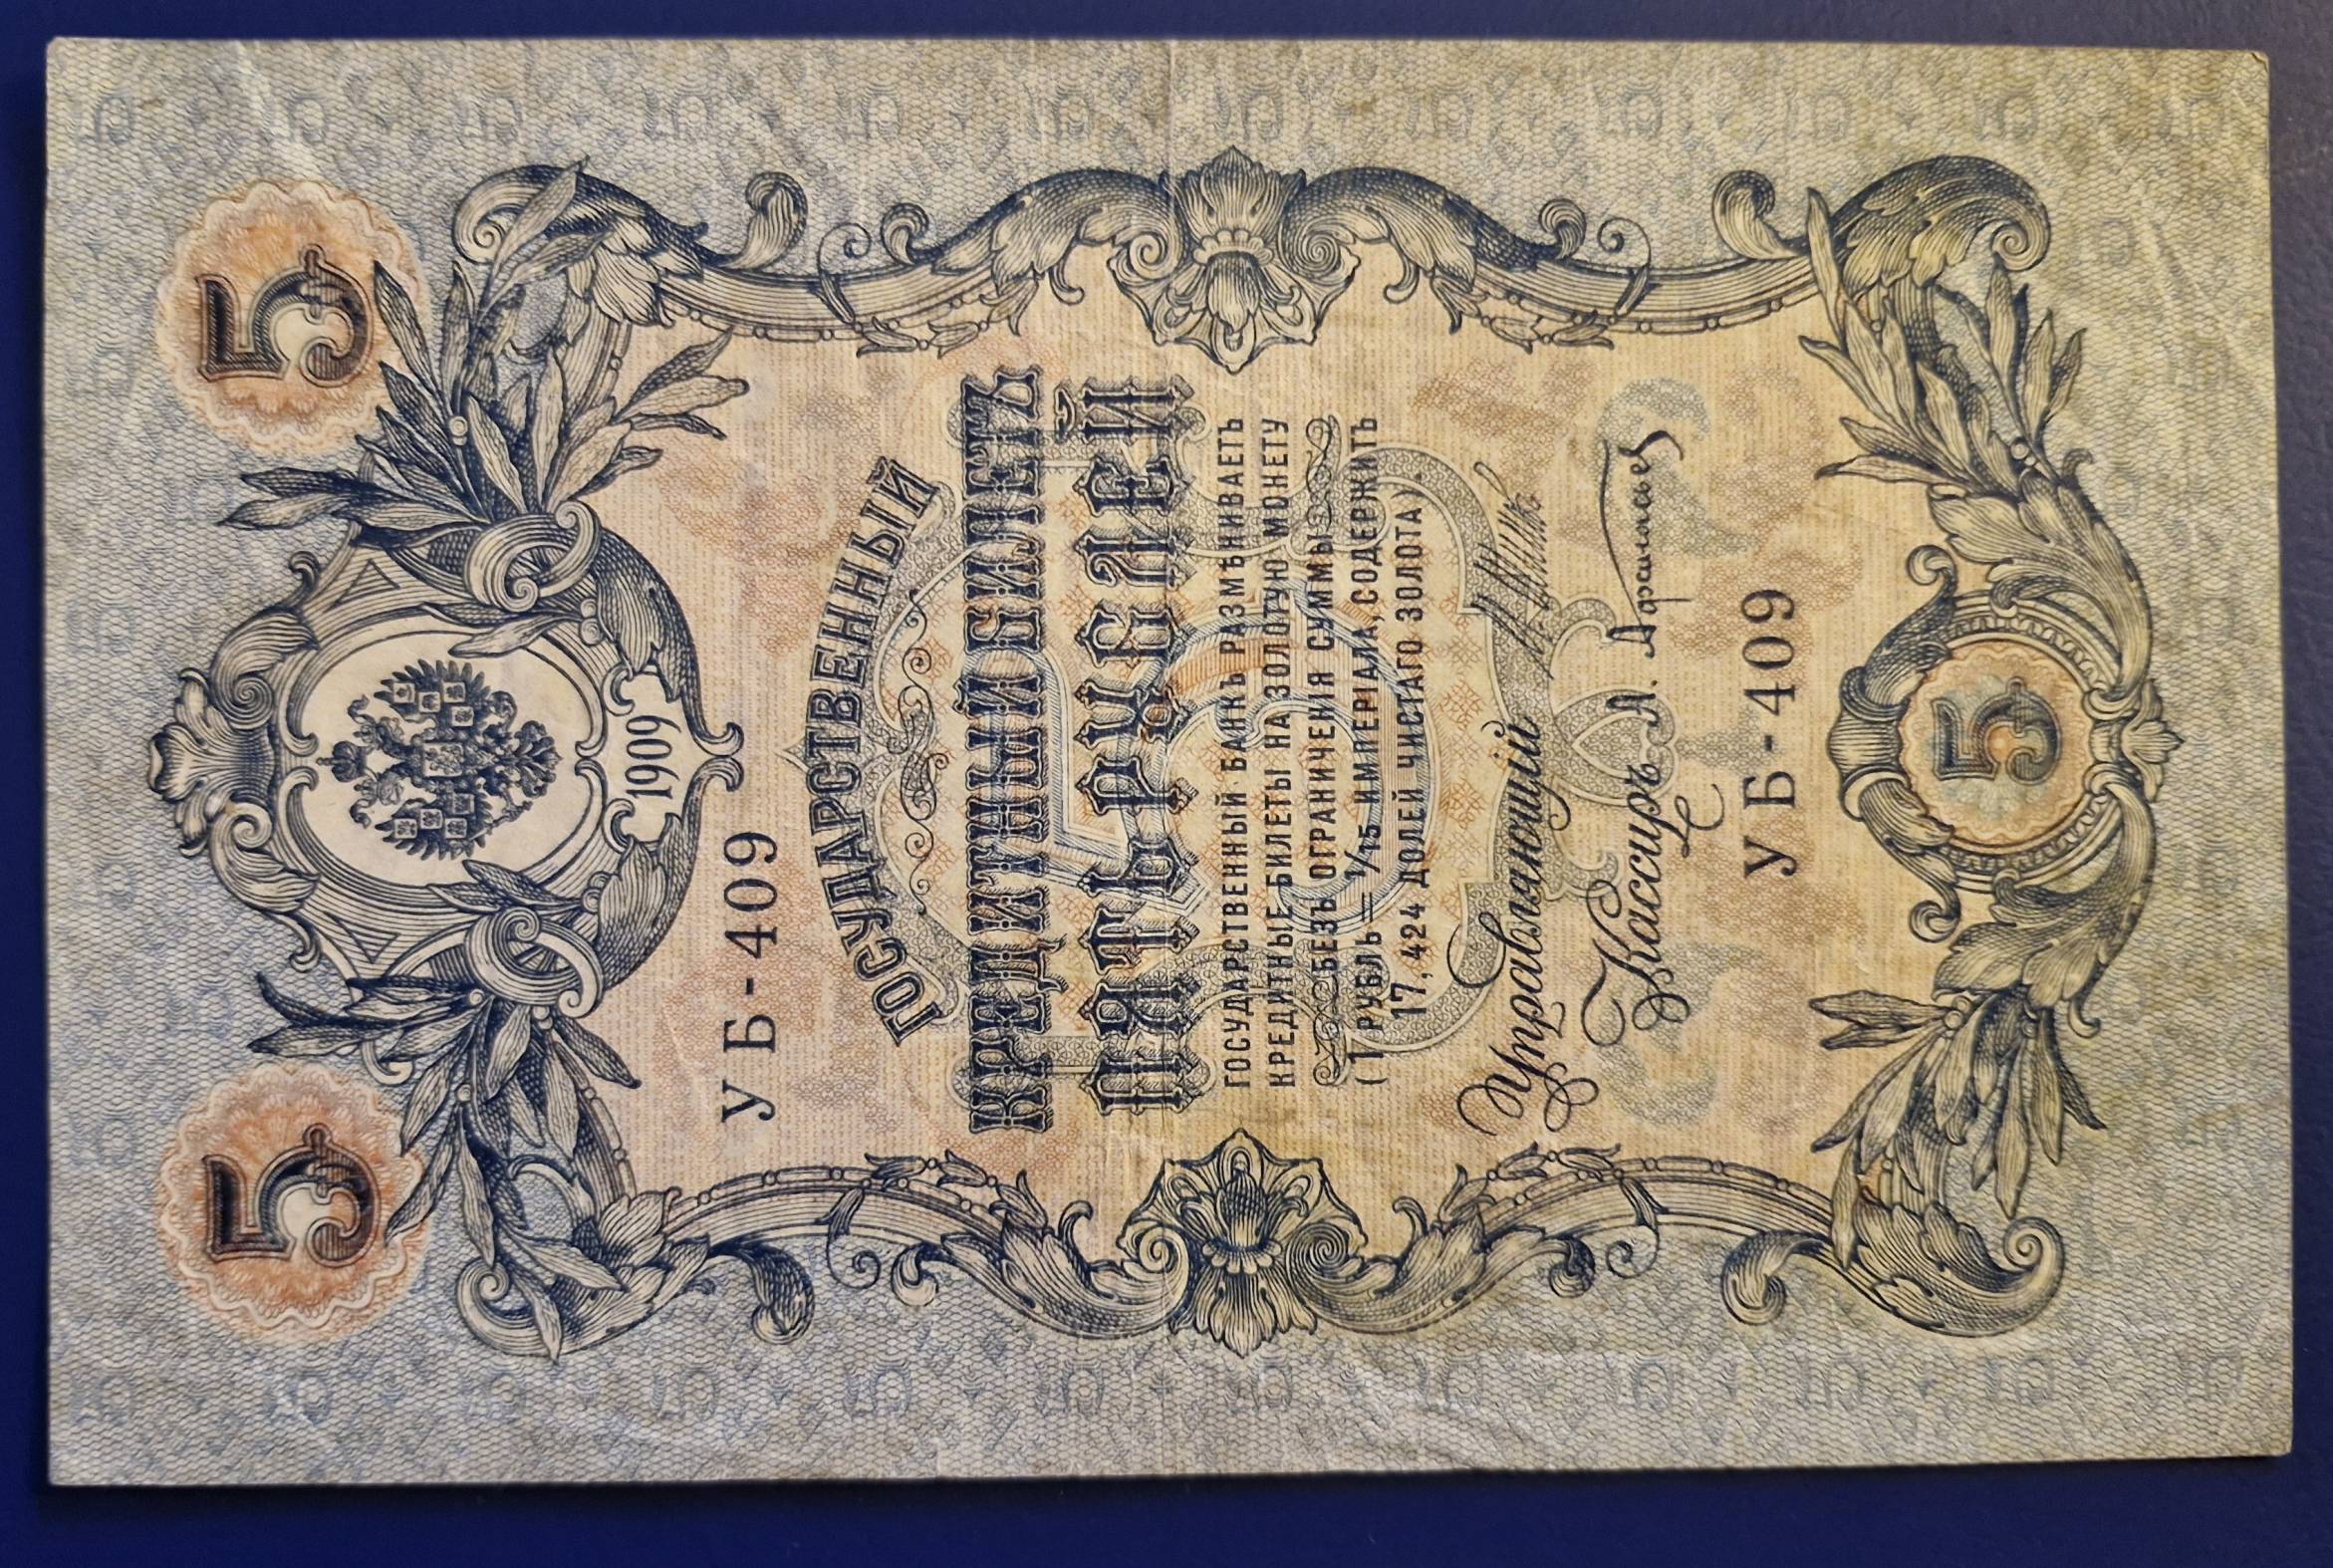 5 5
1909
УБ-409
ГОСУДАРСТВЕННЫЙ
КРЕДИТНЫЙ БИЛЕТЪ
ПЯТЬ РУБЛЕЙ
ГОСУДАРСТВЕННЫЙ БАНКЪ РАЗМѢНИВАЕТЪ
КРЕДИТНЫЕ БИЛЕТЫ НА ЗОЛОТУЮ МОНЕТУ
БЕЗЪ ОГРАНИЧЕНІЯ СУММЫ
(1 РУБЛЬ = 1/15 ИМПЕРІАЛА, СОДЕРЖИТЪ
17,424 ДОЛЕЙ ЧИСТАГО ЗОЛОТА).
Управляющій
Кассиръ А. Афанасьев
УБ-409
5